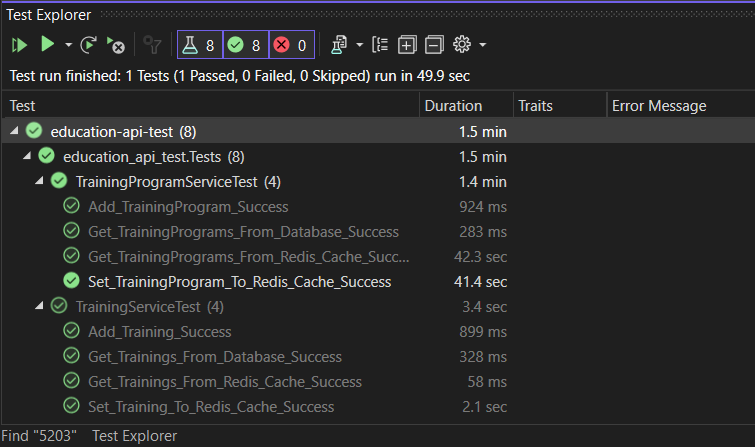 Test Explorer
8 8 0
Test run finished: 1 Tests (1 Passed, 0 Failed, 0 Skipped) run in 49.9 sec
Test Duration Traits Error Message
education-api-test (8) 1.5 min
education_api_test.Tests (8) 1.5 min
TrainingProgramServiceTest (4) 1.4 min
Add_TrainingProgram_Success 924 ms
Get_TrainingPrograms_From_Database_Success 283 ms
Get_TrainingPrograms_From_Redis_Cache_Succ... 42.3 sec
Set_TrainingProgram_To_Redis_Cache_Success 41.4 sec
TrainingServiceTest (4) 3.4 sec
Add_Training_Success 899 ms
Get_Trainings_From_Database_Success 328 ms
Get_Trainings_From_Redis_Cache_Success 58 ms
Set_Training_To_Redis_Cache_Success 2.1 sec
Find "5203" Test Explorer